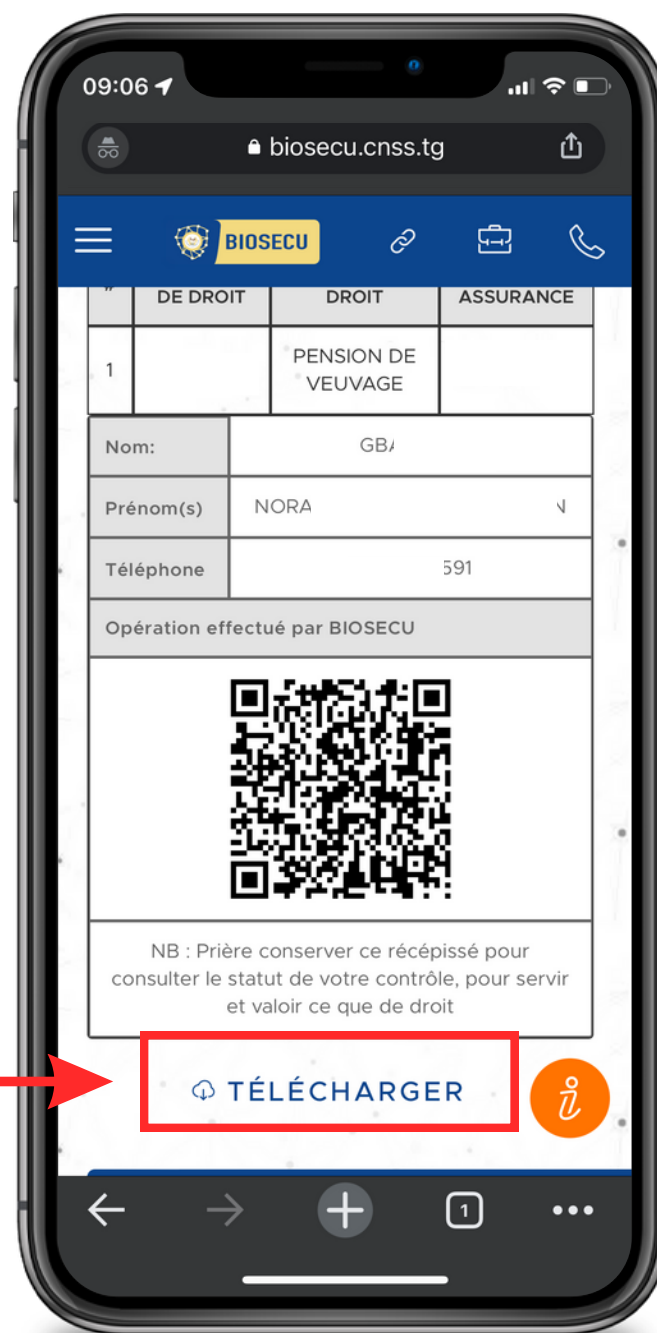 09:06
biosecu.cnss.tg
BIOSECU
DE DROIT DROIT ASSURANCE
1 PENSION DE
VEUVAGE
Nom: GB
Prénom(s) NORA N
Téléphone 591
Opération effectué par BIOSECU
NB : Prière conserver ce récépissé pour
consulter le statut de votre contrôle, pour servir
et valoir ce que de droit
TÉLÉCHARGER
i
1